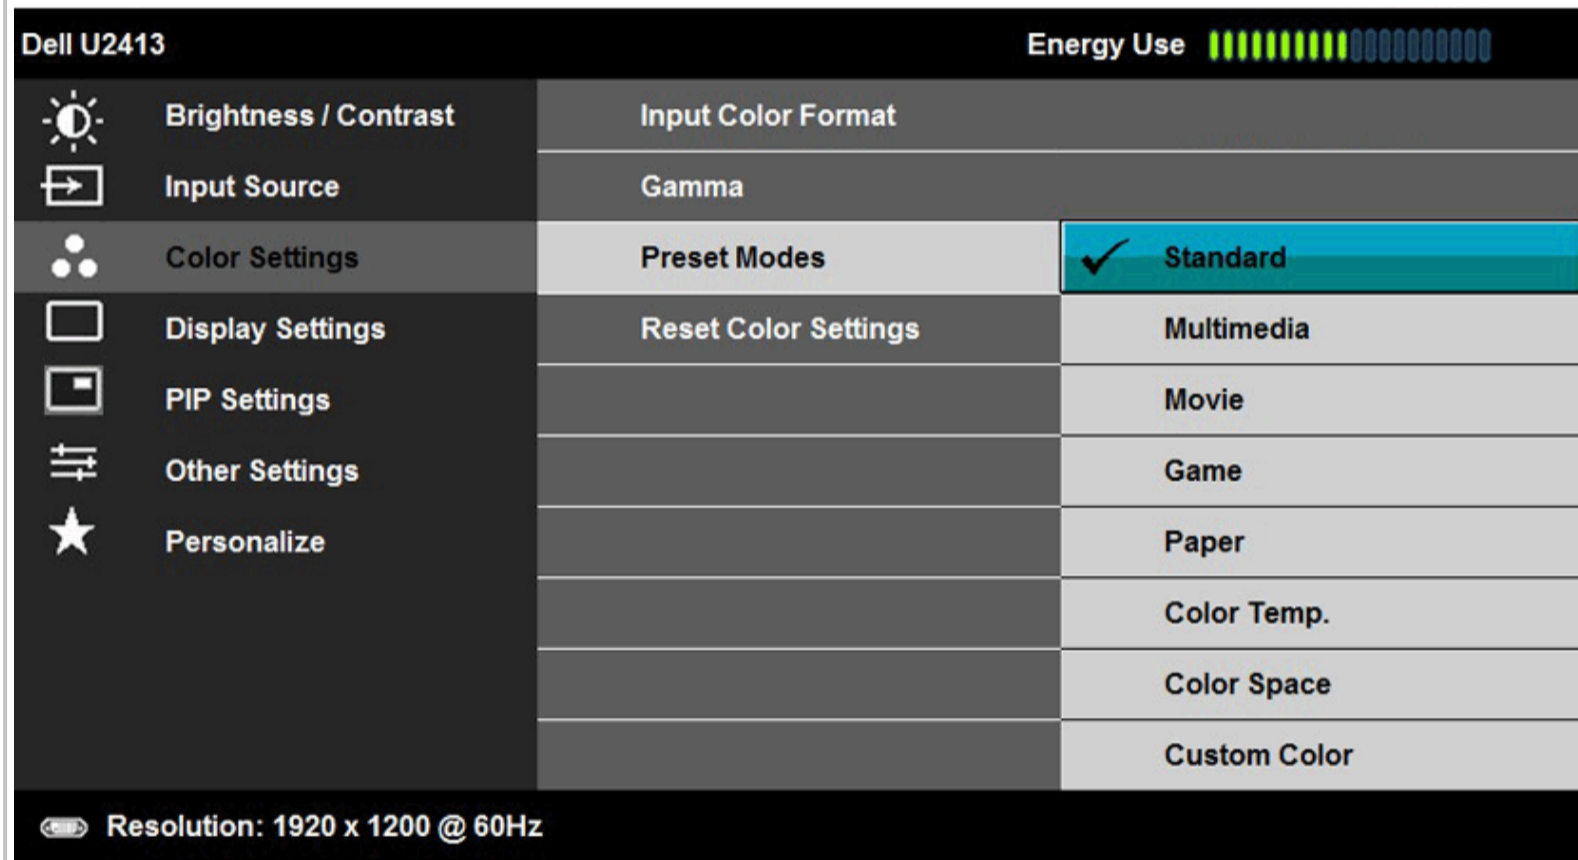 Dell U2413
Energy Use
Brightness / Contrast
Input Source
Color Settings
Display Settings
PIP Settings
Other Settings
Personalize
Input Color Format
Gamma
Preset Modes
Reset Color Settings
Standard
Multimedia
Movie
Game
Paper
Color Temp.
Color Space
Custom Color
Resolution: 1920 x 1200 @ 60Hz